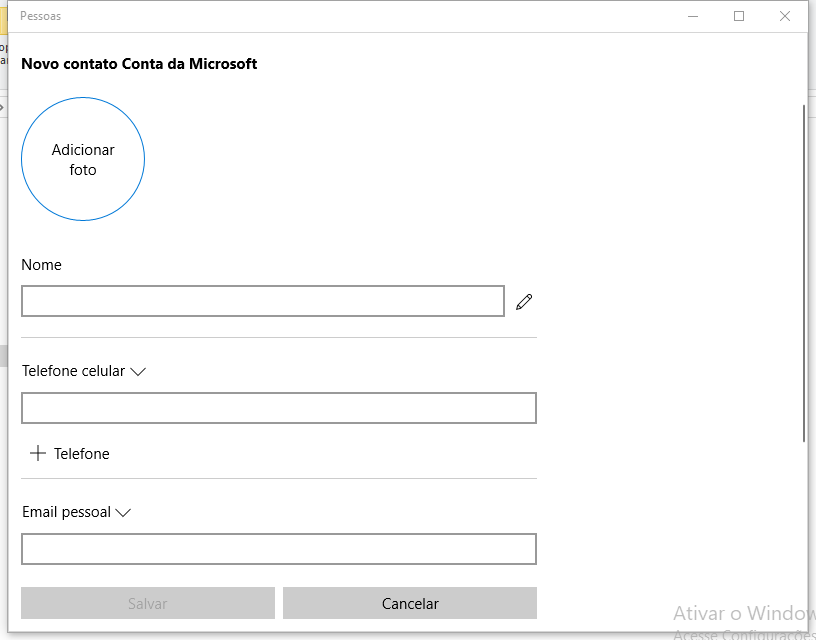 Pessoas
Novo contato Conta da Microsoft
Adicionar
foto
Nome
Telefone celular
Telefone
Email pessoal
Salvar
Cancelar
Ativar o Window
Acesse Configurações